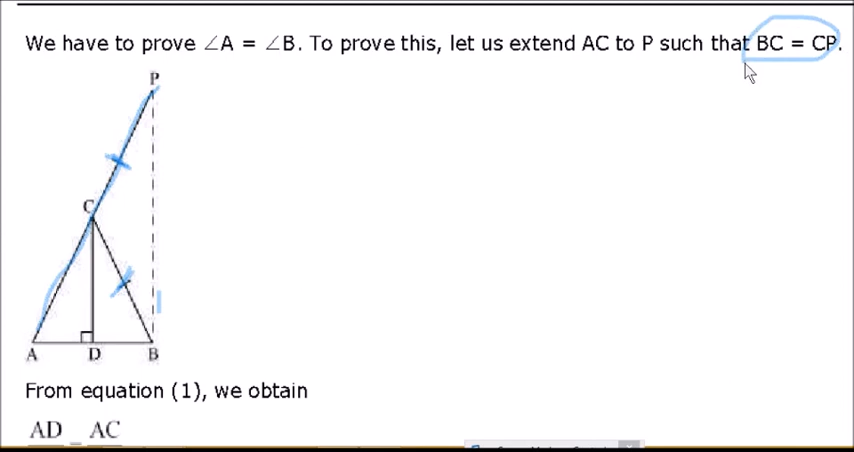 We have to prove ∠A = ∠B. To prove this, let us extend AC to P such that BC = CP.
P
C
A D B
From equation (1), we obtain
AD = AC